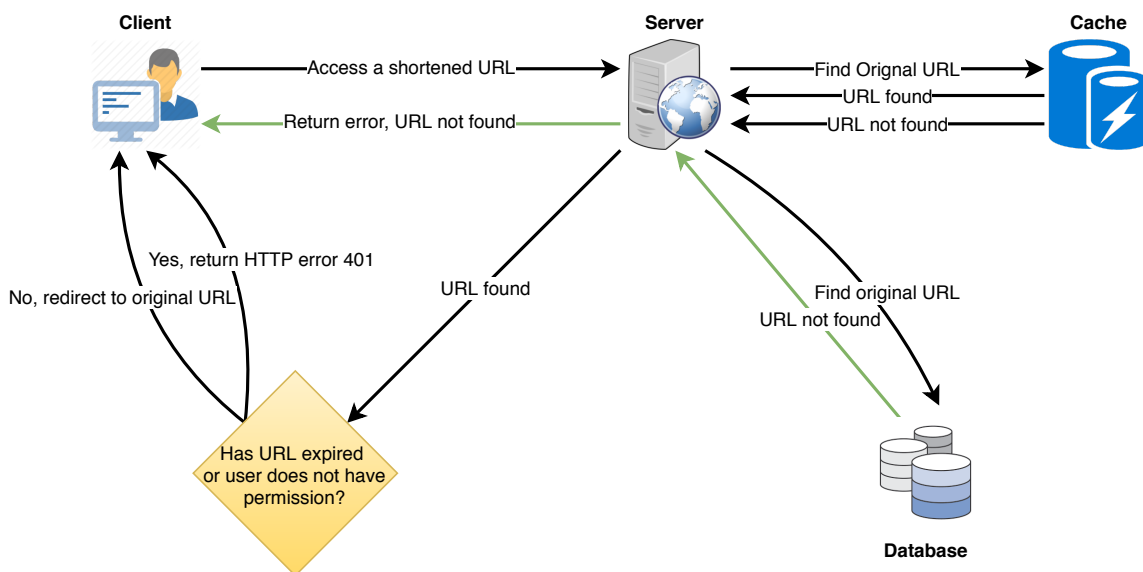 Client
Server
Cache
Access a shortened URL
Find Orignal URL
URL found
Return error, URL not found
URL not found
Yes, return HTTP error 401
No, redirect to original URL
URL found
Find original URL
URL not found
Has URL expired
or user does not have
permission?
Database